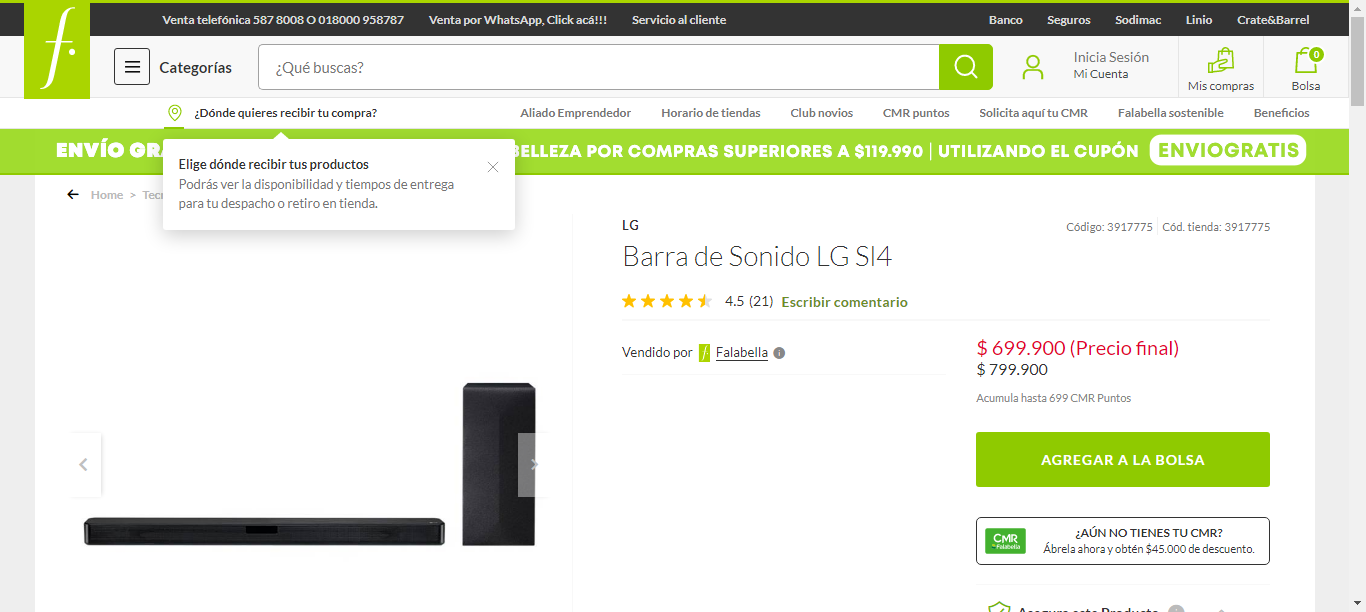 Venta telefónica 587 8008 O 018000 958787 Venta por WhatsApp, Click acá!!! Servicio al cliente Banco Seguros Sodimac Linio Crate&Barrel
f.
Categorías ¿Qué buscas? Inicia Sesión
Mi Cuenta
Mis compras
0
Bolsa
¿Dónde quieres recibir tu compra? Aliado Emprendedor Horario de tiendas Club novios CMR puntos Solicita aquí tu CMR Falabella sostenible Beneficios
ENVÍO BELLEZA POR COMPRAS SUPERIORES A $119.990 | UTILIZANDO EL CUPÓN ENVIOGRATIS
Elige dónde recibir tus productos
Podrás ver la disponibilidad y tiempos de entrega
para tu despacho o retiro en tienda.
Home >
LG
Código: 3917775 Cód. tienda: 3917775
Barra de Sonido LG Sl4
4.5 (21) Escribir comentario
Vendido por f Falabella
$ 699.900 (Precio final)
$ 799.900
Acumula hasta 699 CMR Puntos
AGREGAR A LA BOLSA
CMR
Falabella
¿AÚN NO TIENES TU CMR?
Ábrela ahora y obtén $45.000 de descuento.
Asegura este Producto